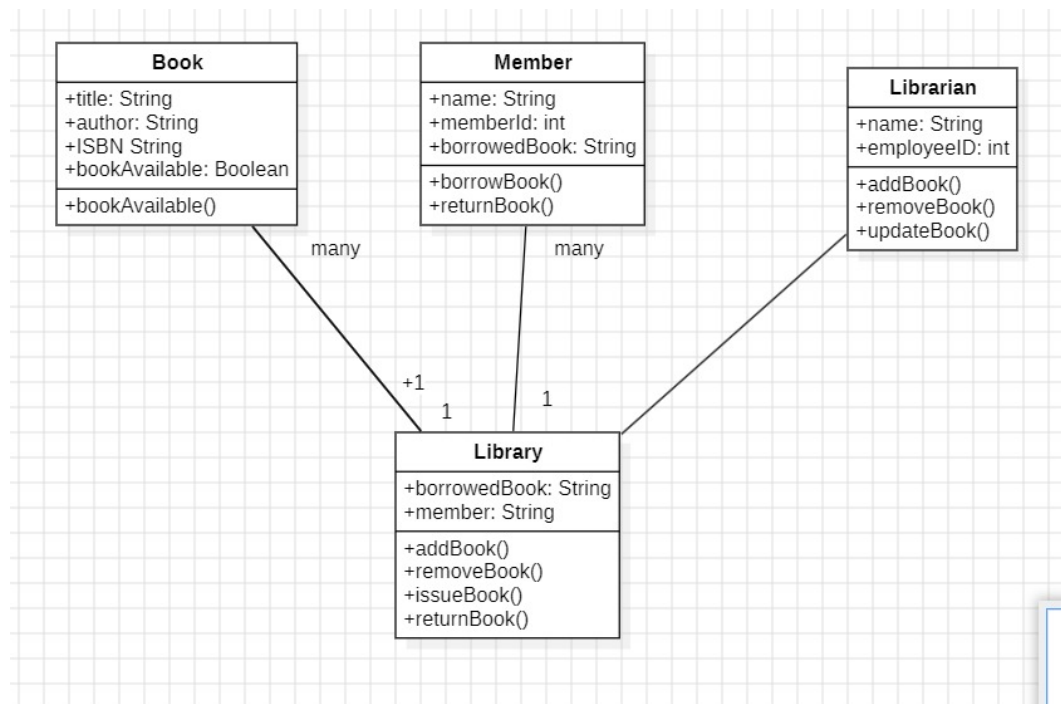 Book
+title: String
+author: String
+ISBN String
+bookAvailable: Boolean
+bookAvailable()
Member
+name: String
+memberId: int
+borrowedBook: String
+borrowBook()
+returnBook()
Librarian
+name: String
+employeeID: int
+addBook()
+removeBook()
+updateBook()
many
many
+1
1
1
Library
+borrowedBook: String
+member: String
+addBook()
+removeBook()
+issueBook()
+returnBook()